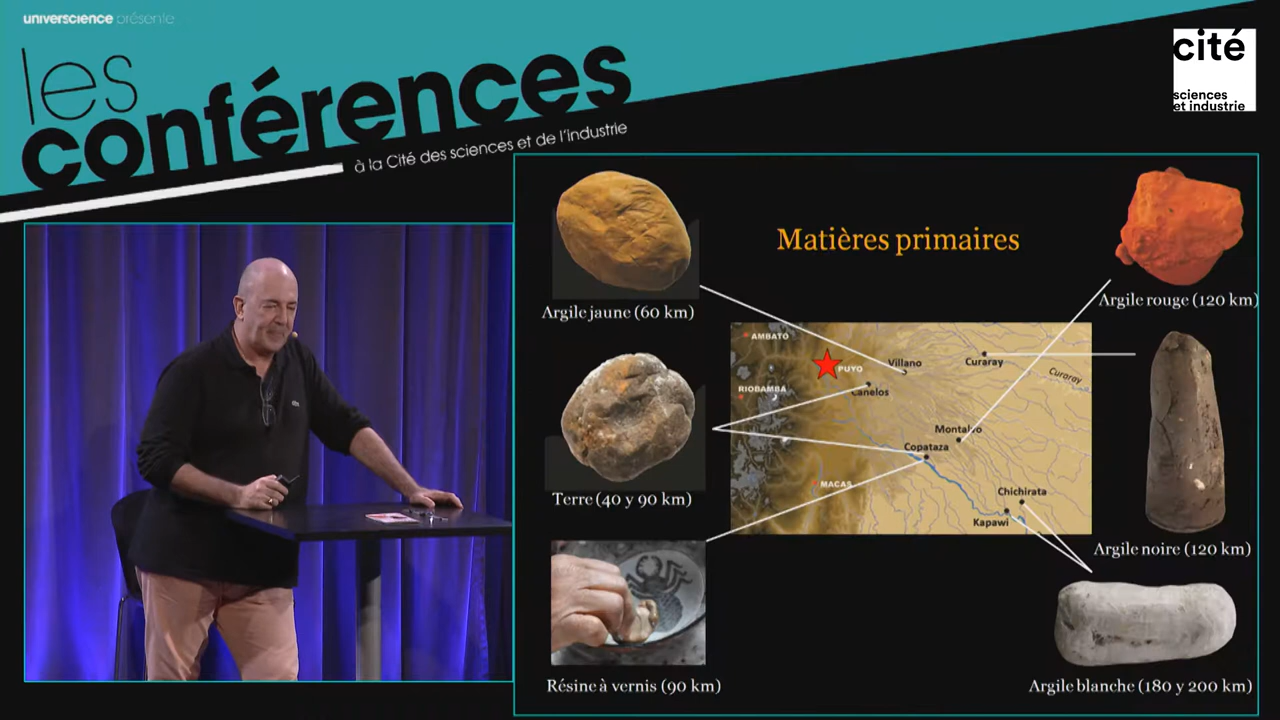 universcience présente
les
conférences
à la Cité des sciences et de l'industrie
cité
sciences
et industrie
Matières primaires
Argile jaune (60 km)
Argile rouge (120 km)
Terre (40 y 90 km)
Argile noire (120 km)
Résine à vernis (90 km)
Argile blanche (180 y 200 km)
AMBATO
PUYO
Villano
Curaray
Curaray
RIOBAMBA
Canelos
Montalvo
Copataza
MACAS
Chichirata
Kapawi